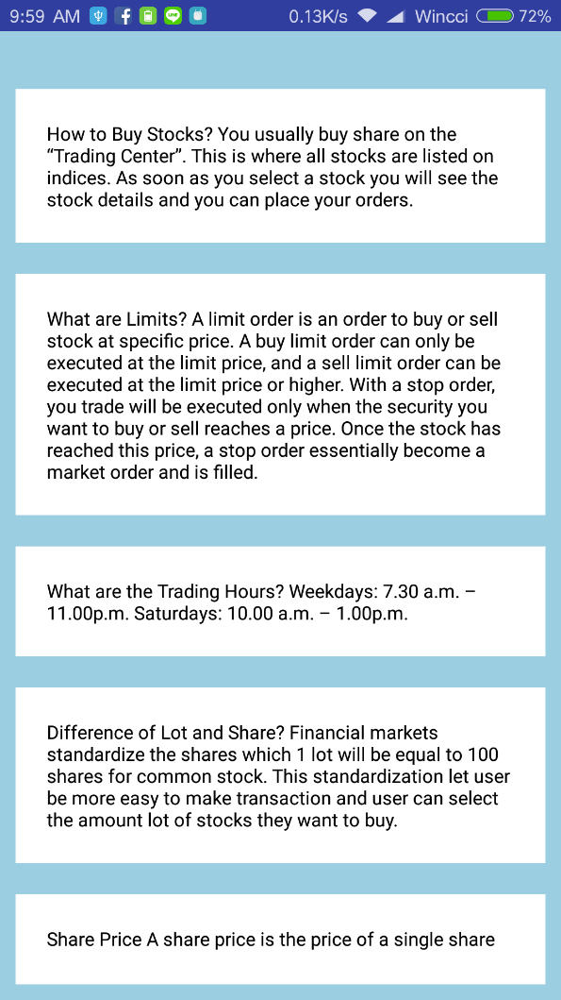 9:59 AM 0.13K/s Wincci 72%
How to Buy Stocks? You usually buy share on the
“Trading Center”. This is where all stocks are listed on
indices. As soon as you select a stock you will see the
stock details and you can place your orders.
What are Limits? A limit order is an order to buy or sell
stock at specific price. A buy limit order can only be
executed at the limit price, and a sell limit order can be
executed at the limit price or higher. With a stop order,
you trade will be executed only when the security you
want to buy or sell reaches a price. Once the stock has
reached this price, a stop order essentially become a
market order and is filled.
What are the Trading Hours? Weekdays: 7.30 a.m. –
11.00p.m. Saturdays: 10.00 a.m. – 1.00p.m.
Difference of Lot and Share? Financial markets
standardize the shares which 1 lot will be equal to 100
shares for common stock. This standardization let user
be more easy to make transaction and user can select
the amount lot of stocks they want to buy.
Share Price A share price is the price of a single share